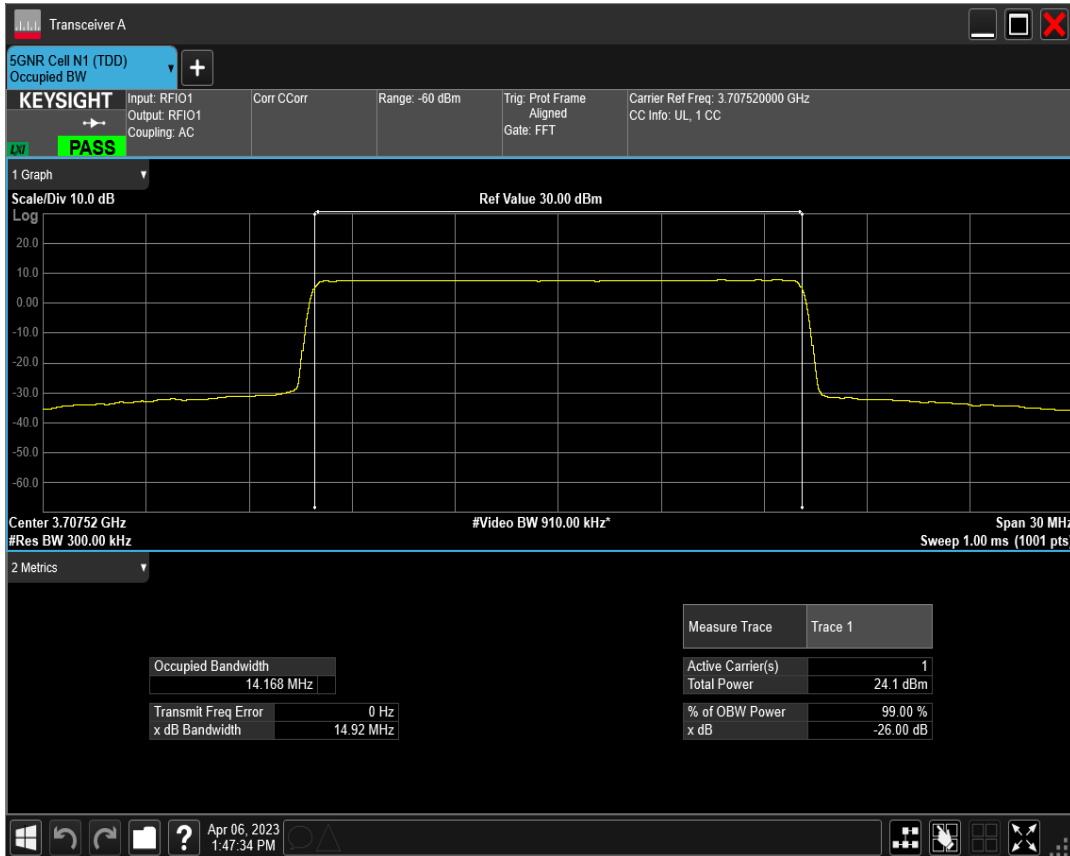 Transceiver A
5GNR Cell N1 (TDD)
Occupied BW
+
KEYSIGHT
LXI
PASS
Input: RFIO1
Output: RFIO1
Coupling: AC
Corr CCorr
Range: -60 dBm
Trig: Prot Frame
Aligned
Gate: FFT
Carrier Ref Freq: 3.707520000 GHz
CC Info: UL, 1 CC
1 Graph
Scale/Div 10.0 dB
Ref Value 30.00 dBm
Log
20.0
10.0
0.00
-10.0
-20.0
-30.0
-40.0
-50.0
-60.0
Center 3.70752 GHz
#Video BW 910.00 kHz*
Span 30 MHz
#Res BW 300.00 kHz
Sweep 1.00 ms (1001 pts)
2 Metrics
Measure Trace Trace 1
Occupied Bandwidth
14.168 MHz
Active Carrier(s) 1
Total Power 24.1 dBm
Transmit Freq Error 0 Hz
x dB Bandwidth 14.92 MHz
% of OBW Power 99.00 %
x dB -26.00 dB
?
Apr 06, 2023
1:47:34 PM